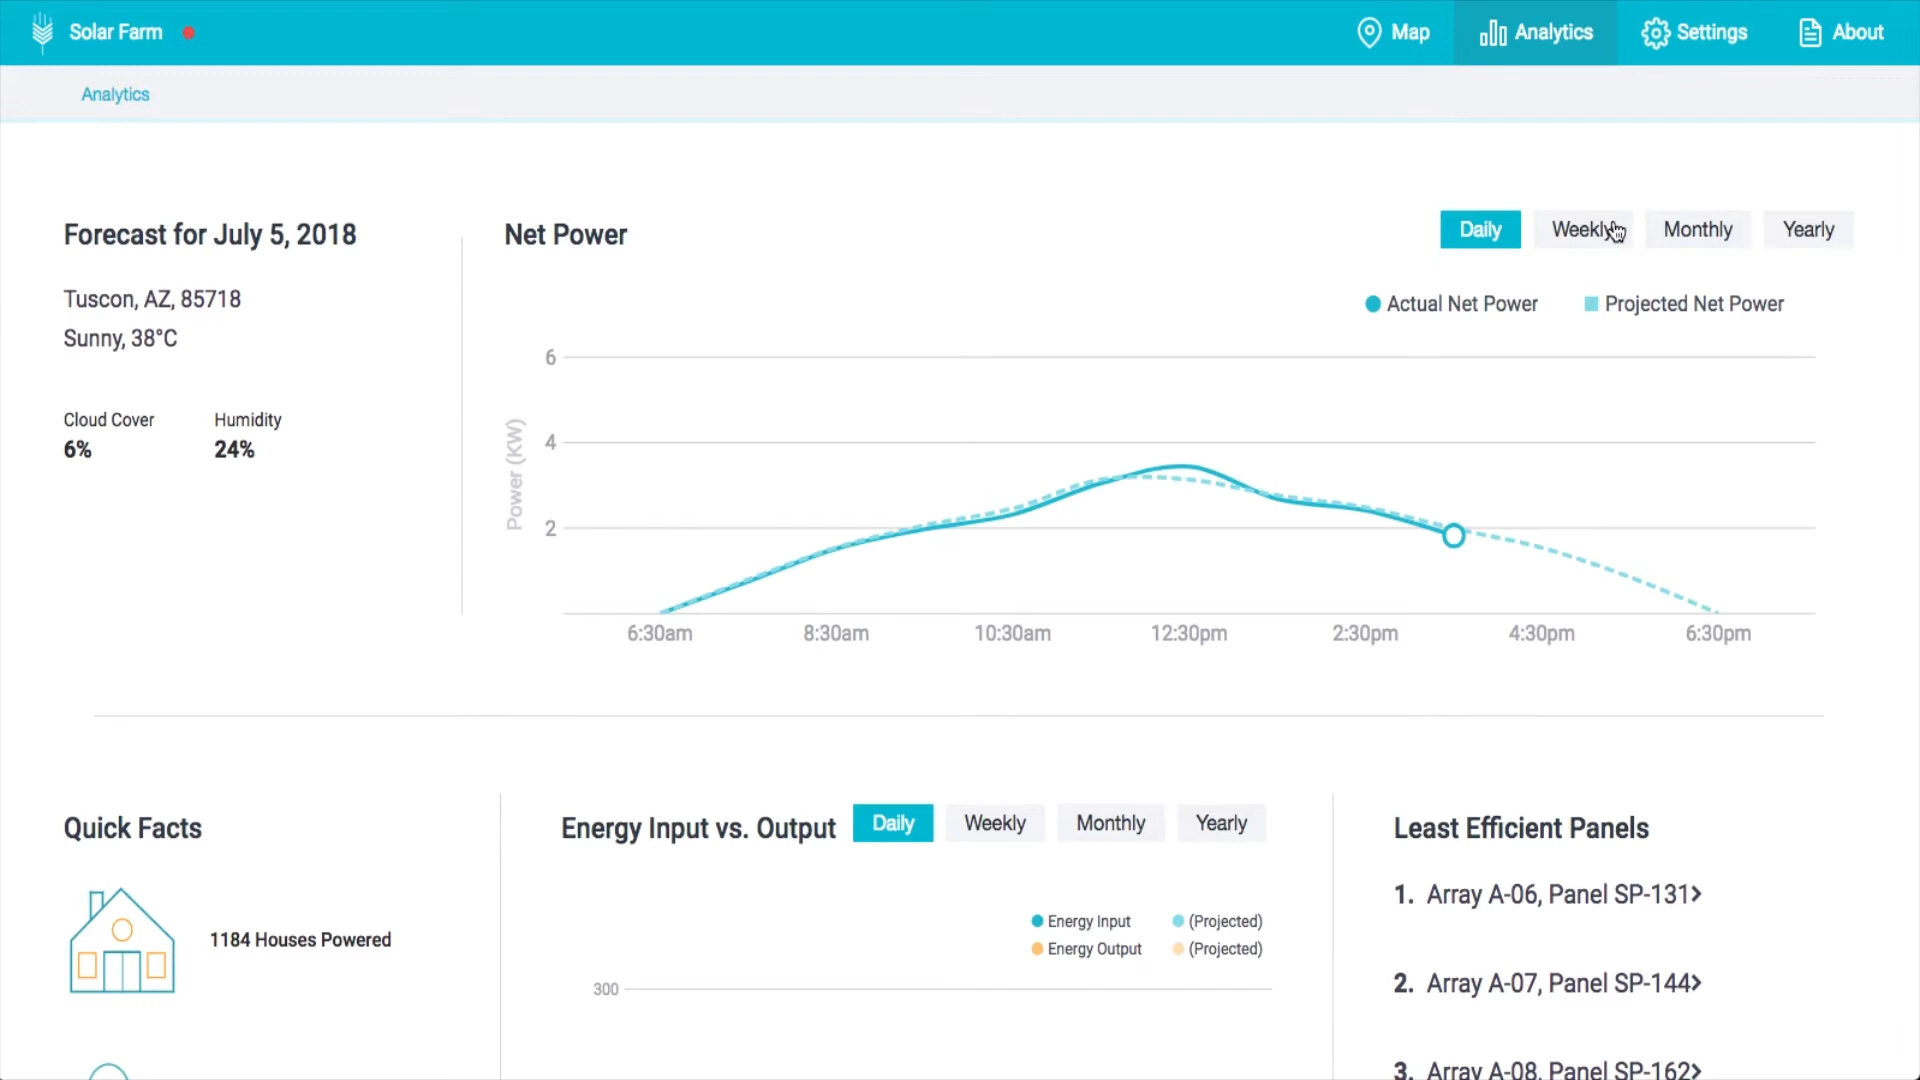 Solar Farm
Map
Analytics
Settings
About
Analytics
Forecast for July 5, 2018
Tuscon, AZ, 85718
Sunny, 38°C
Cloud Cover
6%
Humidity
24%
Net Power
Daily
Weekly
Monthly
Yearly
Actual Net Power
Projected Net Power
Power (KW)
6
4
2
6:30am
8:30am
10:30am
12:30pm
2:30pm
4:30pm
6:30pm
Quick Facts
1184 Houses Powered
Energy Input vs. Output
Daily
Weekly
Monthly
Yearly
Energy Input
(Projected)
Energy Output
(Projected)
300
Least Efficient Panels
1. Array A-06, Panel SP-131>
2. Array A-07, Panel SP-144>
3. Array A-08, Panel SP-162>